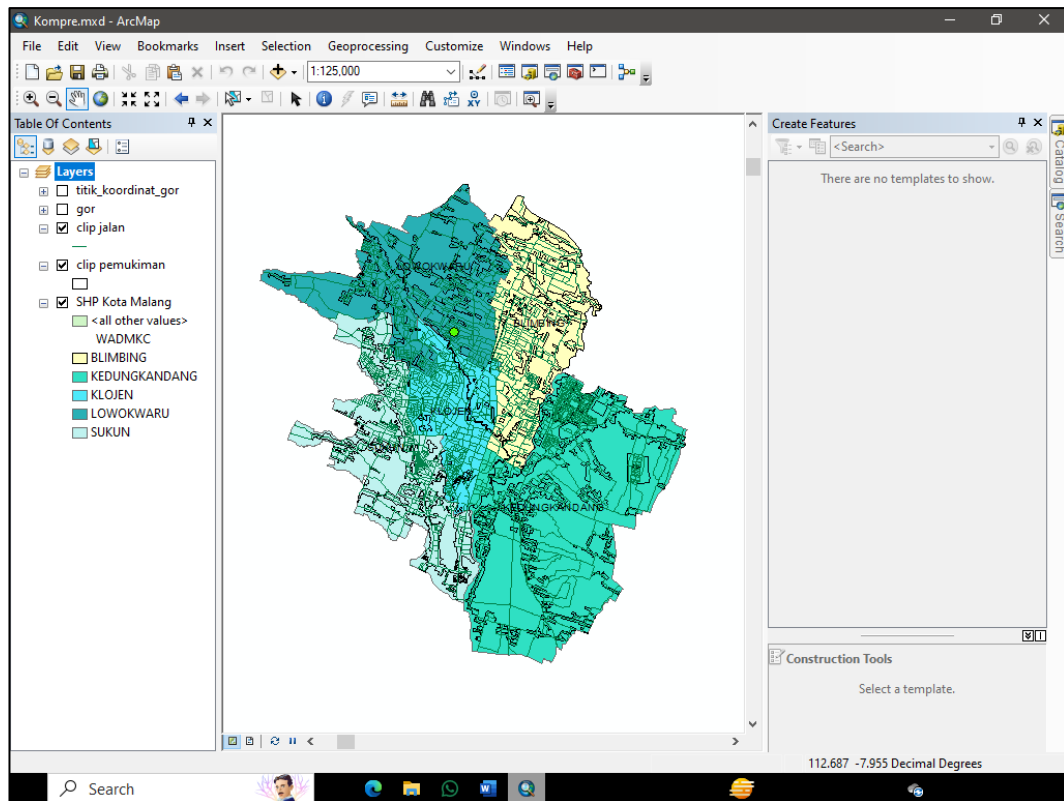 Kompre.mxd - ArcMap
File Edit View Bookmarks Insert Selection Geoprocessing Customize Windows Help
1:125,000
Table Of Contents
Layers
titik_koordinat_gor
gor
clip jalan
clip pemukiman
SHP Kota Malang
<all other values>
WADMKC
BLIMBING
KEDUNGKANDANG
KLOJEN
LOWOKWARU
SUKUN
LOWOKWARU
BLIMBING
KLOJEN
SUKUN
KEDUNGKANDANG
Create Features
<Search>
There are no templates to show.
Construction Tools
Select a template.
Catalog
Search
112.687 -7.955 Decimal Degrees
Search